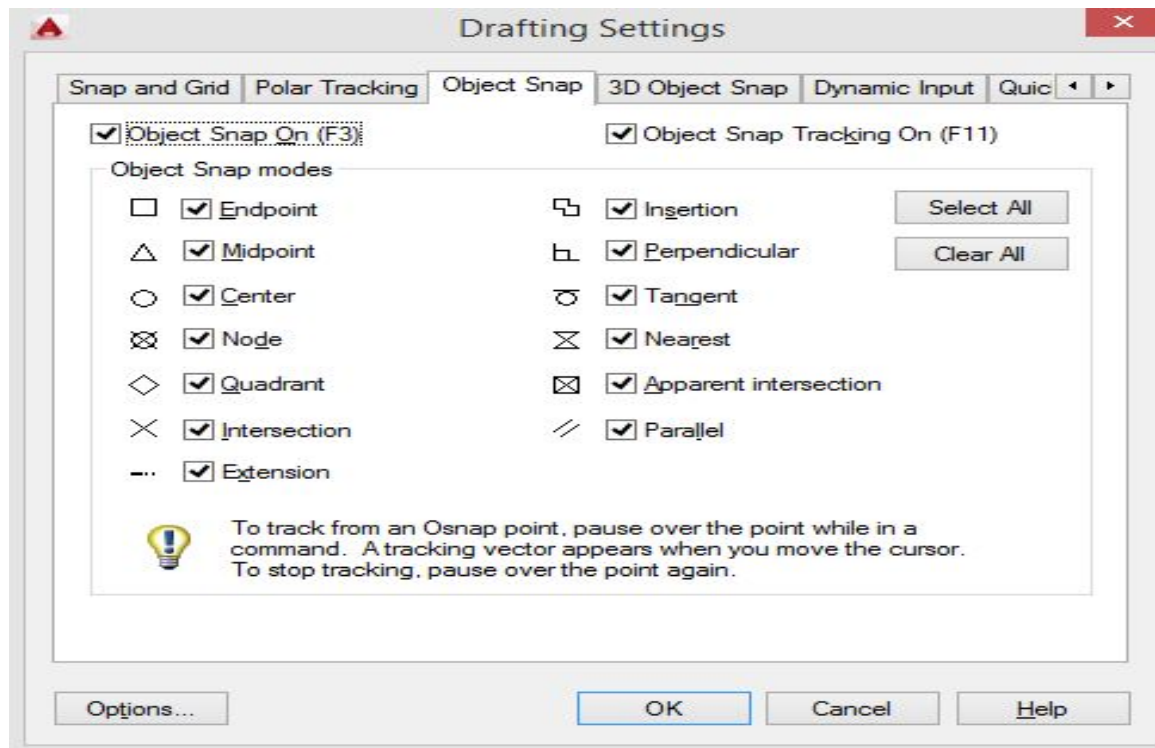 Drafting Settings
Snap and Grid Polar Tracking Object Snap 3D Object Snap Dynamic Input Quic
Object Snap On (F3) Object Snap Tracking On (F11)
Object Snap modes
Endpoint Insertion Select All
Midpoint Perpendicular Clear All
Center Tangent
Node Nearest
Quadrant Apparent intersection
Intersection Parallel
Extension
To track from an Osnap point, pause over the point while in a
command. A tracking vector appears when you move the cursor.
To stop tracking, pause over the point again.
Options... OK Cancel Help